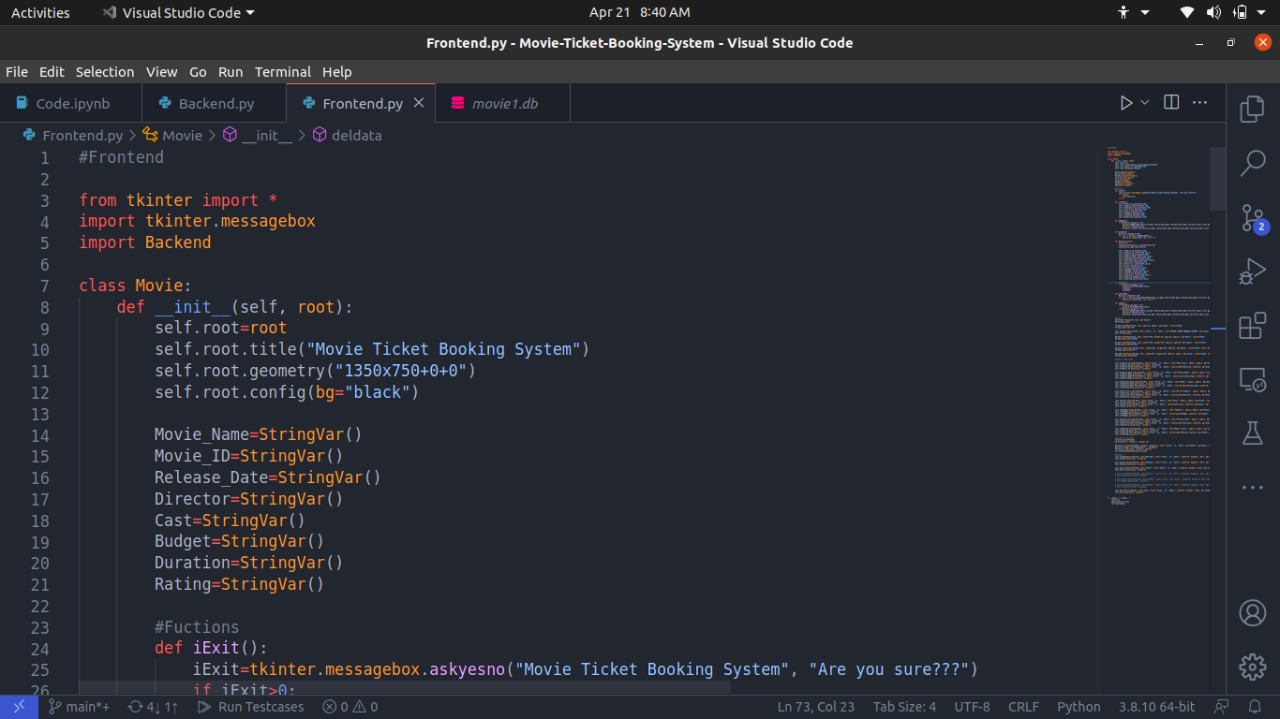 Activities
Visual Studio Code
Apr 21 8:40 AM
Frontend.py - Movie-Ticket-Booking-System - Visual Studio Code
File Edit Selection View Go Run Terminal Help
Code.ipynb
Backend.py
Frontend.py
movie1.db
Frontend.py > Movie > __init__ > deldata
1 #Frontend
2
3 from tkinter import *
4 import tkinter.messagebox
5 import Backend
6
7 class Movie:
8 def __init__(self, root):
9 self.root=root
10 self.root.title("Movie Ticket Booking System")
11 self.root.geometry("1350x750+0+0")
12 self.root.config(bg="black")
13
14 Movie_Name=StringVar()
15 Movie_ID=StringVar()
16 Release_Date=StringVar()
17 Director=StringVar()
18 Cast=StringVar()
19 Budget=StringVar()
20 Duration=StringVar()
21 Rating=StringVar()
22
23 #Fuctions
24 def iExit():
25 iExit=tkinter.messagebox.askyesno("Movie Ticket Booking System", "Are you sure???")
26 if iExit>0:
2
main*+ 4↓ 1↑ Run Testcases 0 0 Ln 73, Col 23 Tab Size: 4 UTF-8 CRLF Python 3.8.10 64-bit